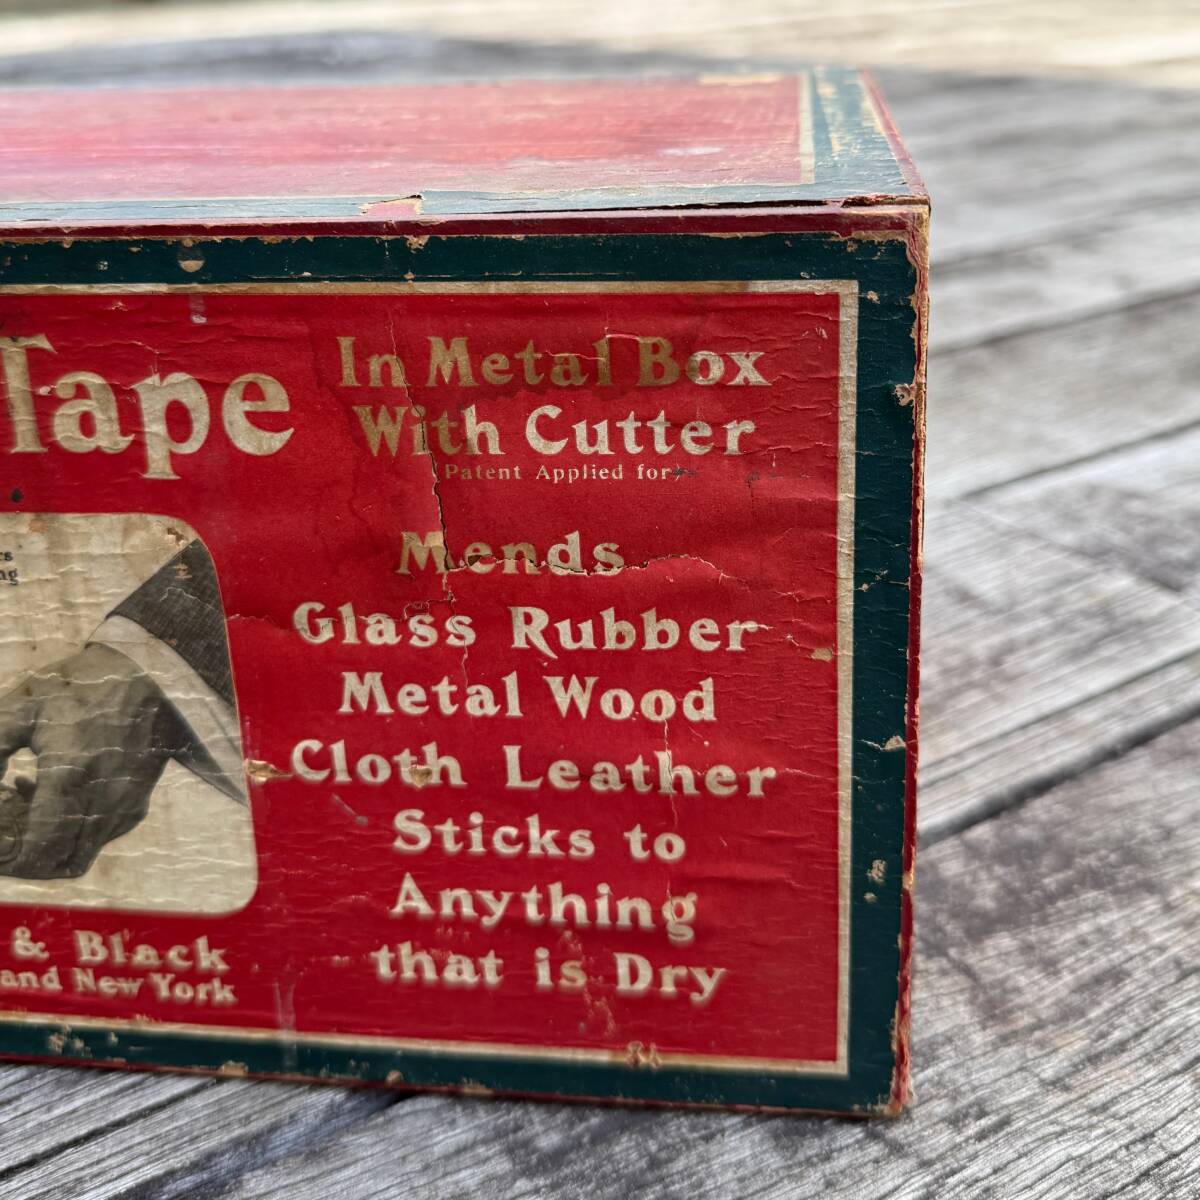 Tape
In Metal Box
With Cutter
Patent Applied for
Mends
Glass Rubber
Metal Wood
Cloth Leather
Sticks to
Anything
that is Dry
& Black
and New York